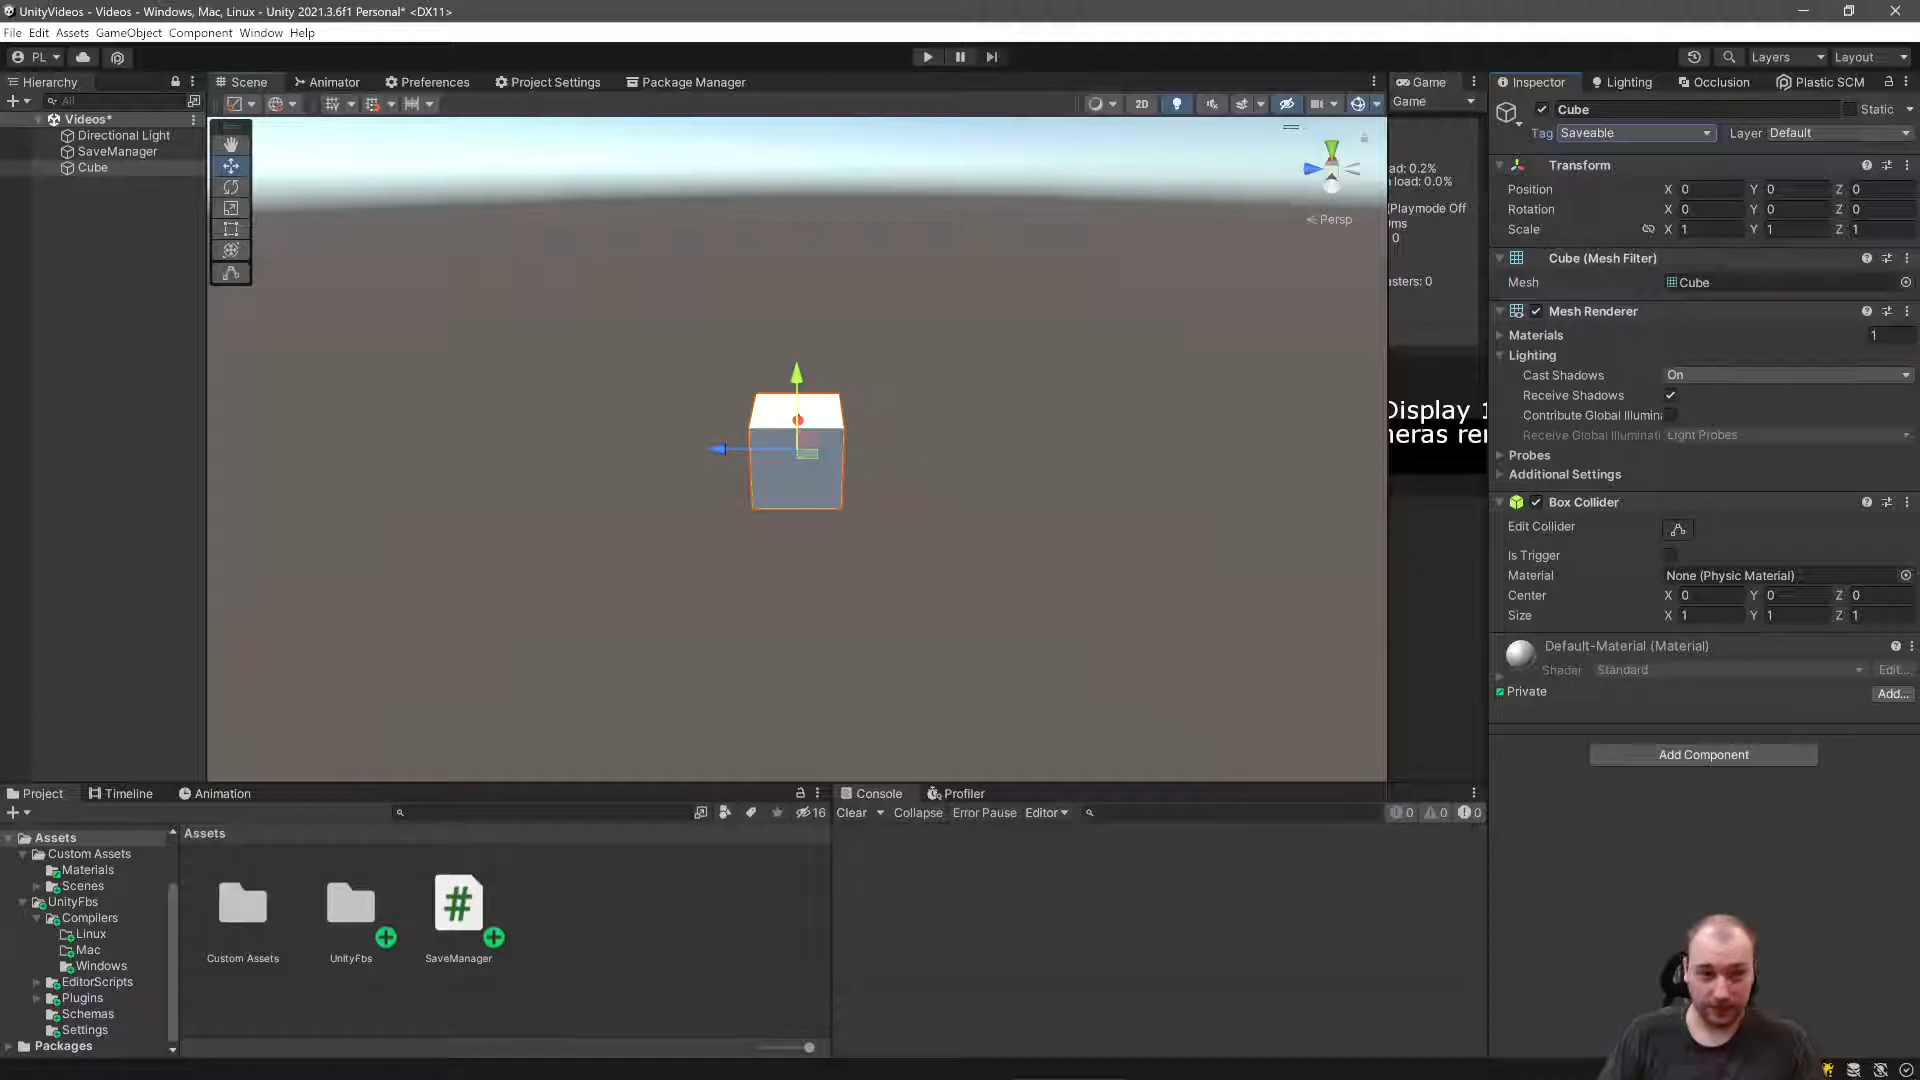 UnityVideos - Videos - Windows, Mac, Linux - Unity 2021.3.6f1 Personal* <DX11>
File Edit Assets GameObject Component Window Help
PL
Layers
Layout
Hierarchy
Scene
Animator
Preferences
Project Settings
Package Manager
Game
Inspector
Lighting
Occlusion
Plastic SCM
All
2D
Game
Videos*
Directional Light
SaveManager
Cube
Persp
ad: 0.2%
load: 0.0%
(Playmode Off
ms
0
asters: 0
Display 1
neras re
Cube
Static
Tag Saveable
Layer Default
Transform
Position X 0 Y 0 Z 0
Rotation X 0 Y 0 Z 0
Scale X 1 Y 1 Z 1
Cube (Mesh Filter)
Mesh Cube
Mesh Renderer
Materials 1
Lighting
Cast Shadows On
Receive Shadows
Contribute Global Illumin
Receive Global Illuminati Light Probes
Probes
Additional Settings
Box Collider
Edit Collider
Is Trigger
Material None (Physic Material)
Center X 0 Y 0 Z 0
Size X 1 Y 1 Z 1
Default-Material (Material)
Shader Standard Edit...
Private Add...
Add Component
Project
Timeline
Animation
16
Console
Profiler
Clear Collapse Error Pause Editor
0 0 0
Assets
Custom Assets
Materials
Scenes
UnityFbs
Compilers
Linux
Mac
Windows
EditorScripts
Plugins
Schemas
Settings
Packages
Assets
Custom Assets
UnityFbs
SaveManager